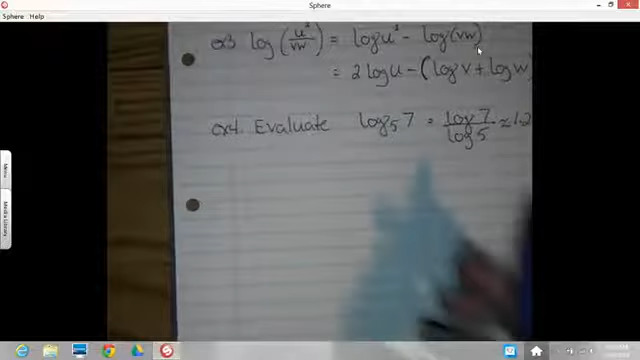 Sphere
Sphere Help
ex3 log(u²/vw) = log u² - log(vw)
= 2 log u - (log v + log w)
ex4. Evaluate log₅ 7 = log 7 / log 5 ≈ 1.2
Menu
Media Library